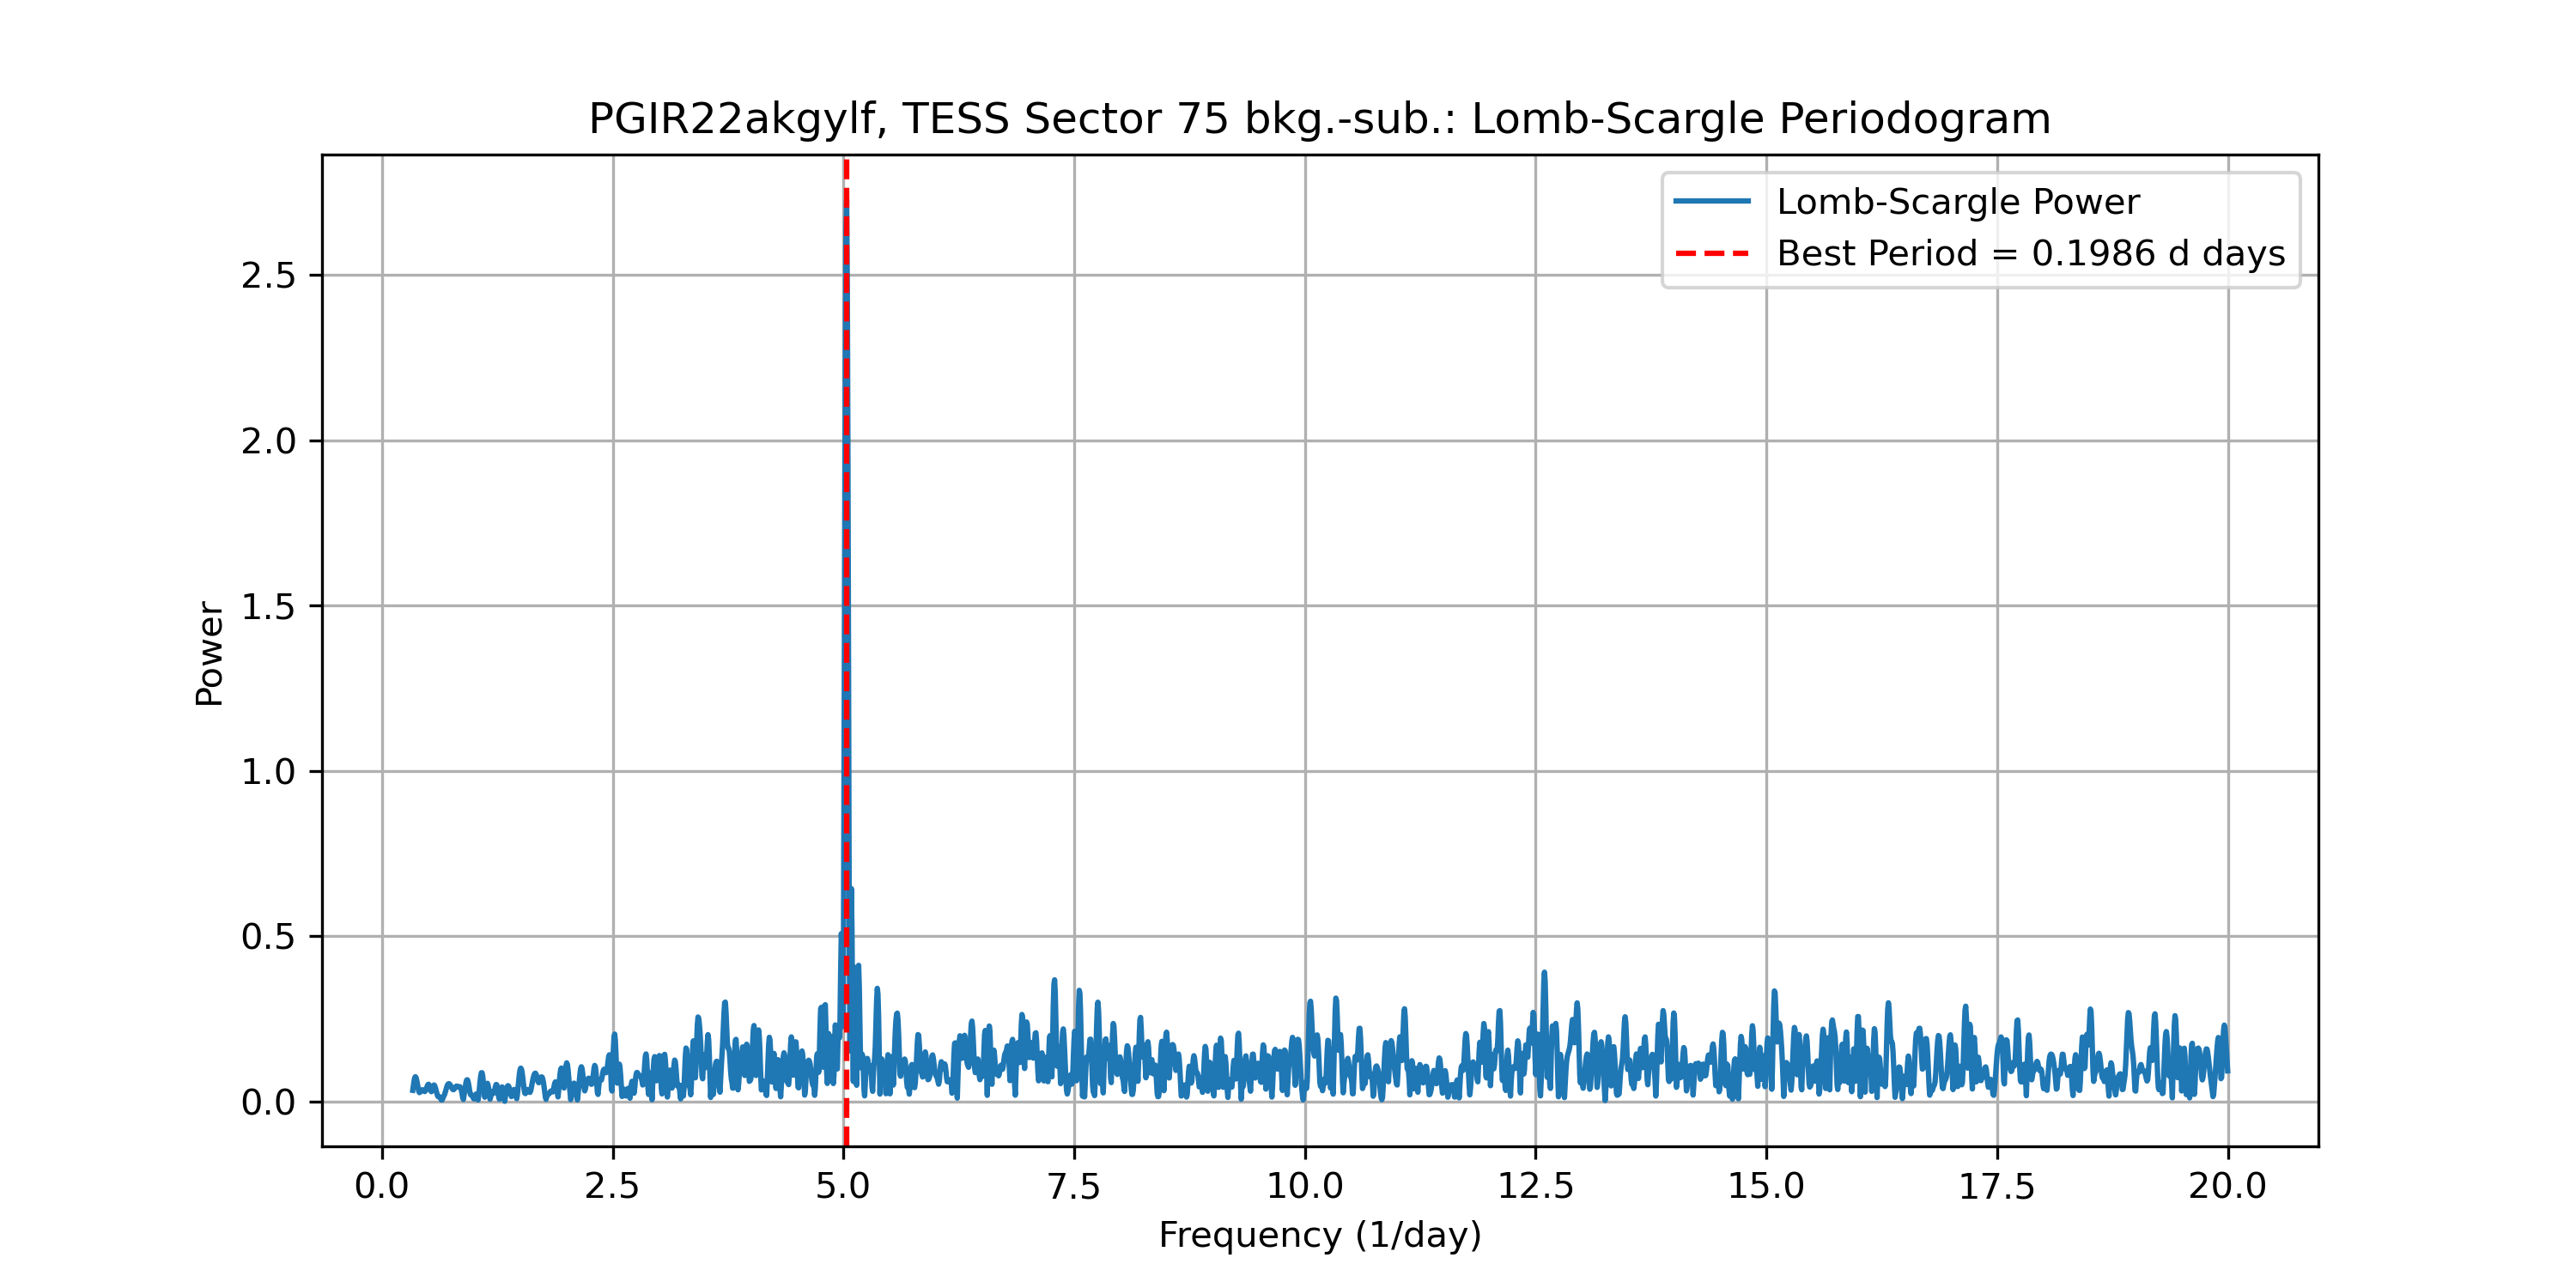 PGIR22akgylf, TESS Sector 75 bkg.-sub.: Lomb-Scargle Periodogram
Lomb-Scargle Power
Best Period = 0.1986 d days
Power
2.5
2.0
1.5
1.0
0.5
0.0
0.0 2.5 5.0 7.5 10.0 12.5 15.0 17.5 20.0
Frequency (1/day)